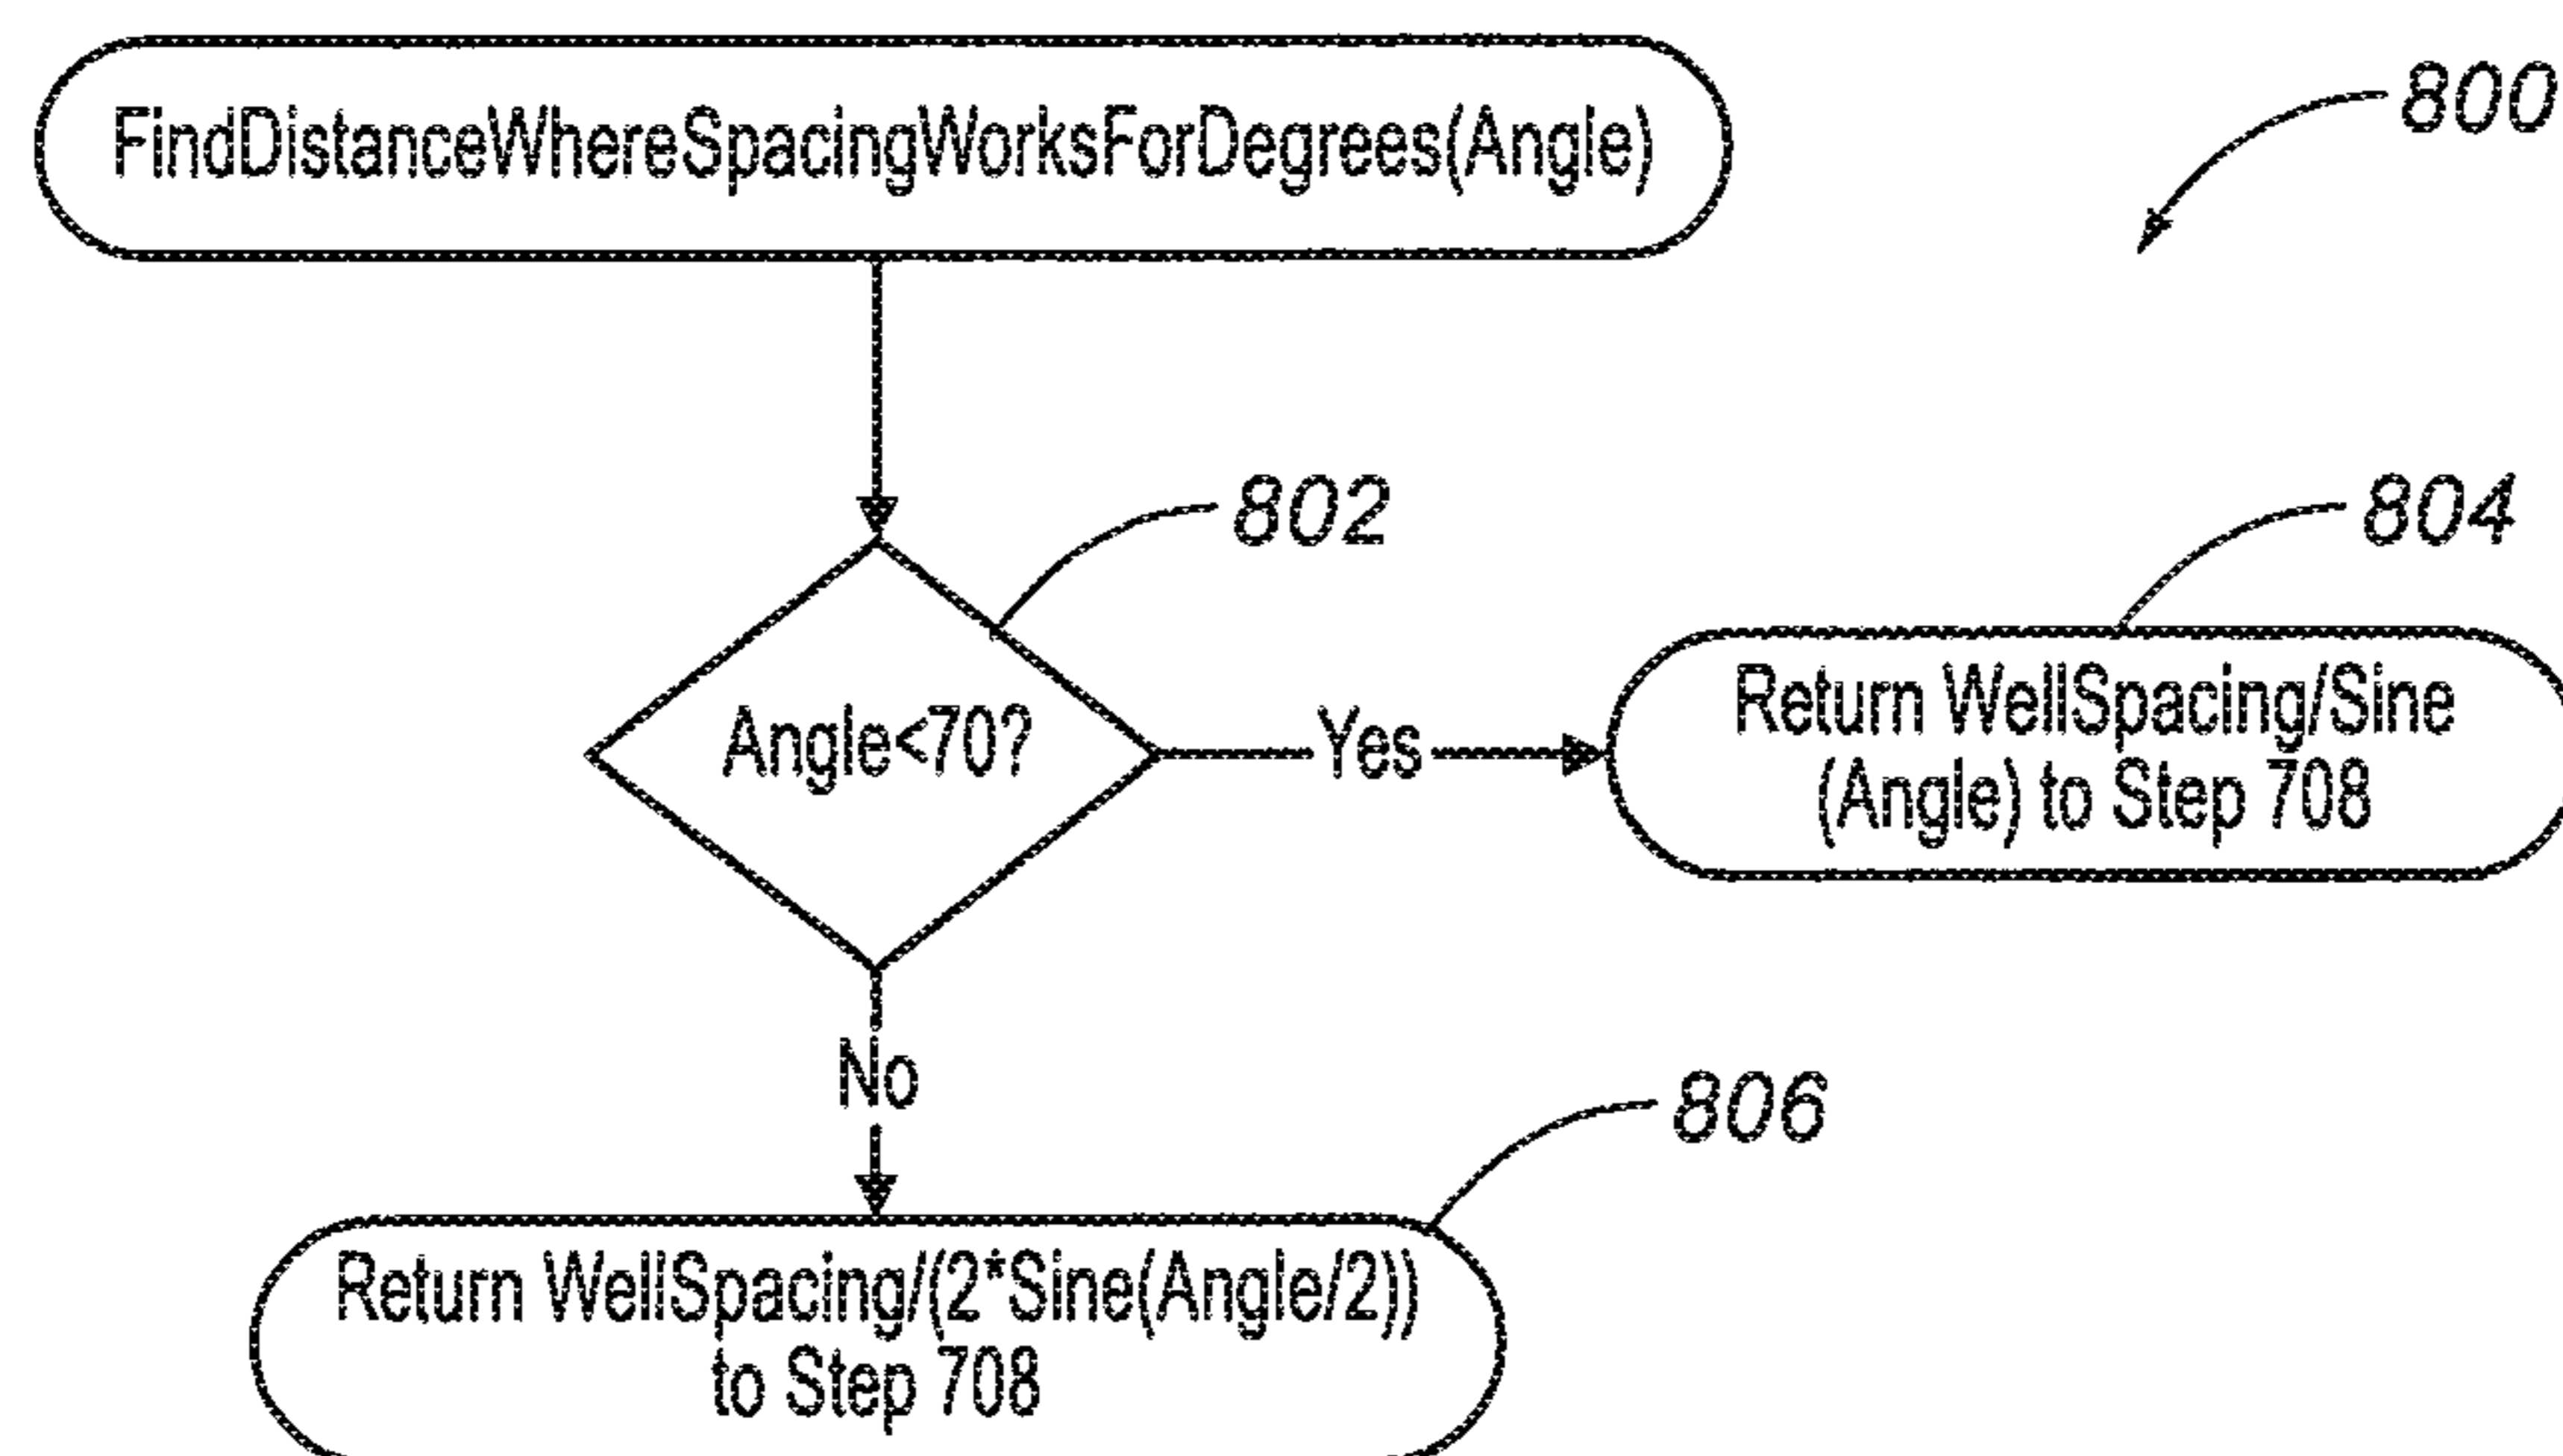 FindDistanceWhereSpacingWorksForDegrees(Angle)
800
802
804
Angle<70?
Yes
Return WellSpacing/Sine
(Angle) to Step 708
No
806
Return WellSpacing/(2*Sine(Angle/2))
to Step 708